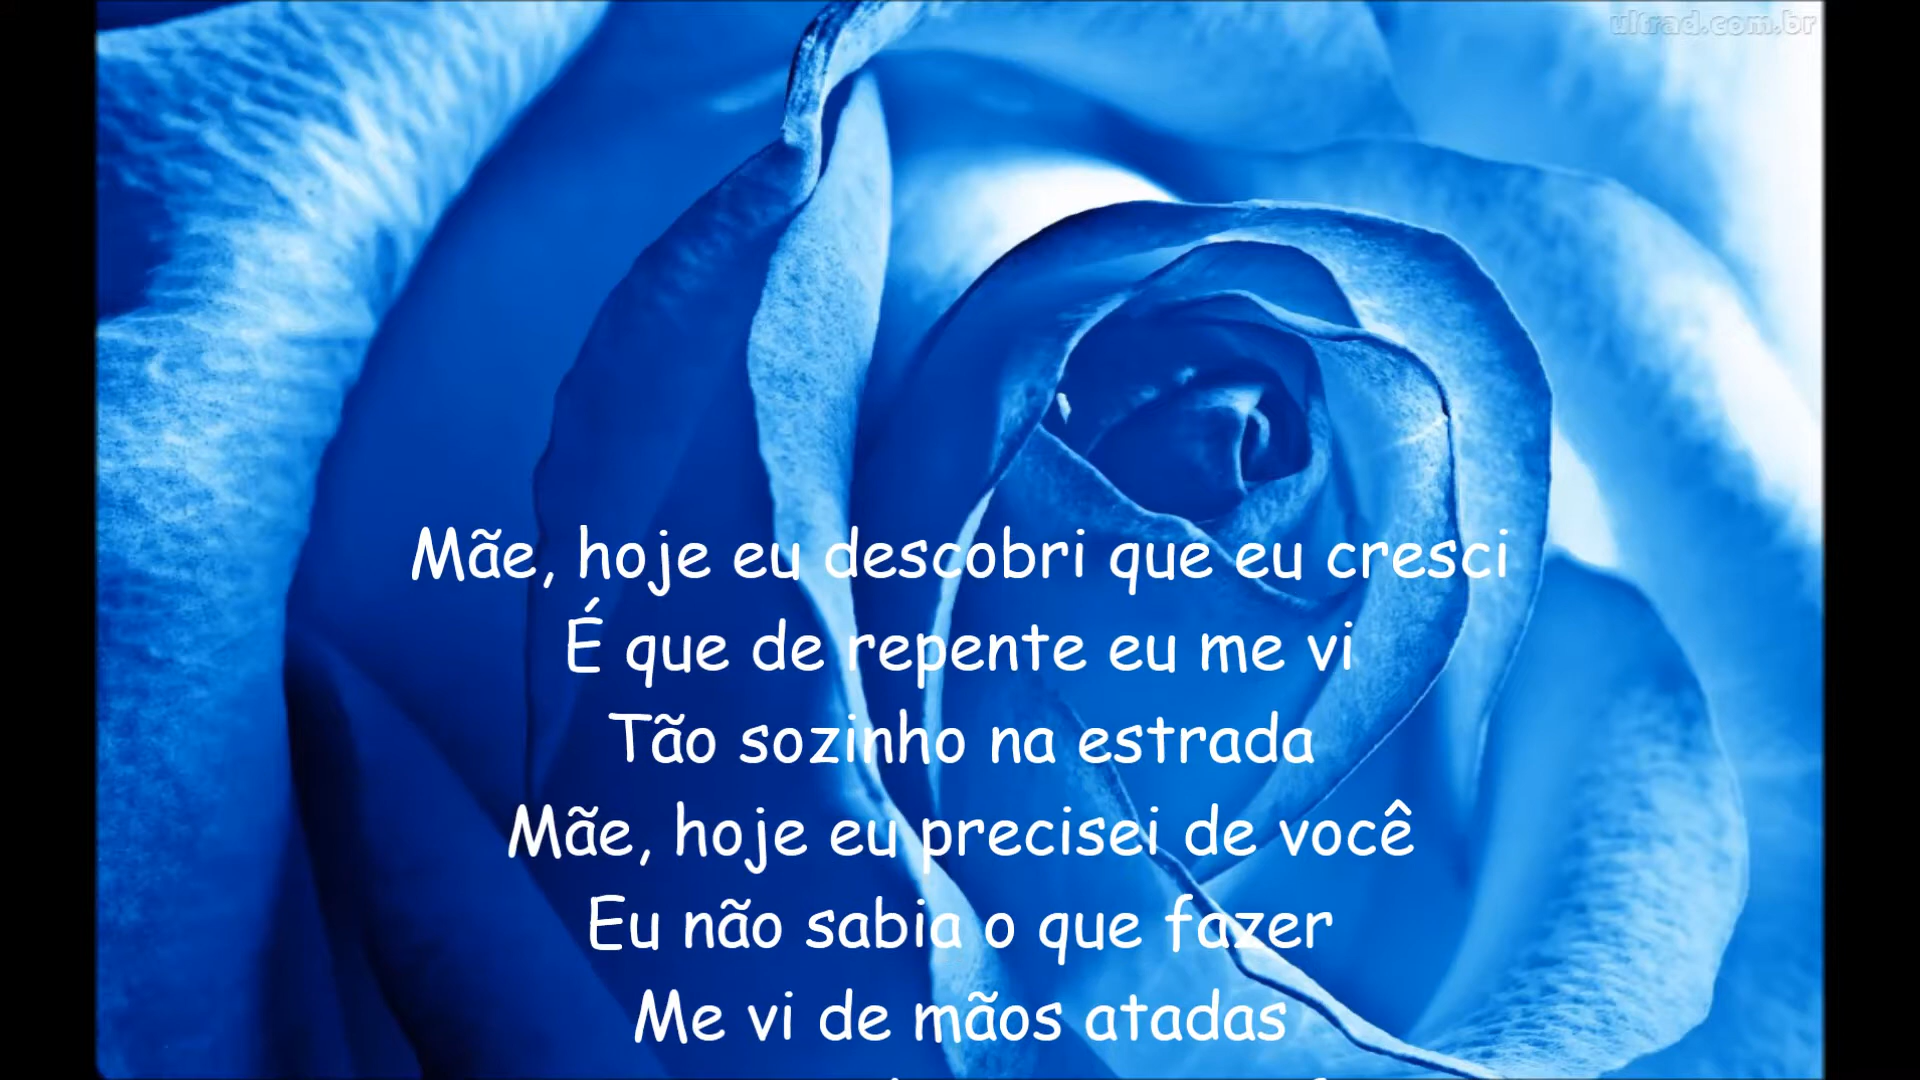 ultrad.com.br
Mãe, hoje eu descobri que eu cresci
É que de repente eu me vi
Tão sozinho na estrada
Mãe, hoje eu precisei de você
Eu não sabia o que fazer
Me vi de mãos atadas